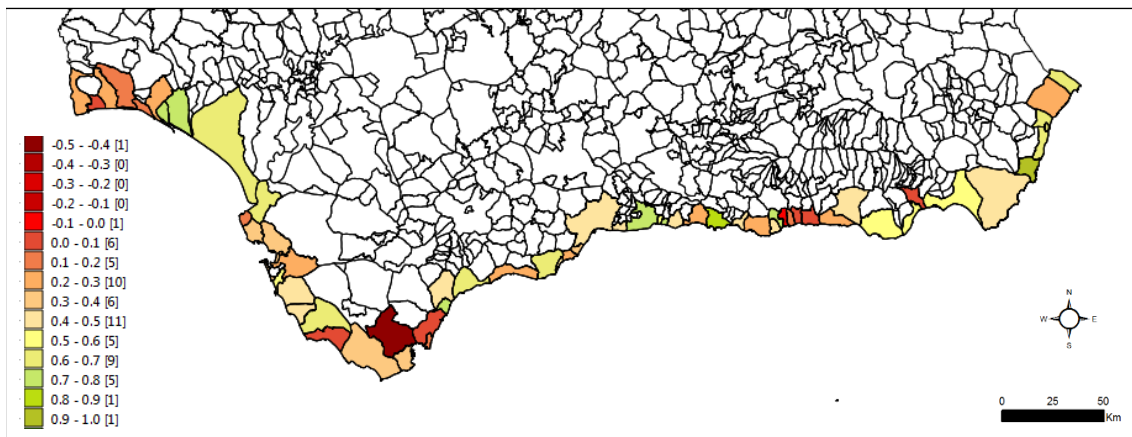 -0.5 - -0.4 [1]
-0.4 - -0.3 [0]
-0.3 - -0.2 [0]
-0.2 - -0.1 [0]
-0.1 - 0.0 [1]
0.0 - 0.1 [6]
0.1 - 0.2 [5]
0.2 - 0.3 [10]
0.3 - 0.4 [6]
0.4 - 0.5 [11]
0.5 - 0.6 [5]
0.6 - 0.7 [9]
0.7 - 0.8 [5]
0.8 - 0.9 [1]
0.9 - 1.0 [1]
N
W E
S
0 25 50
Km